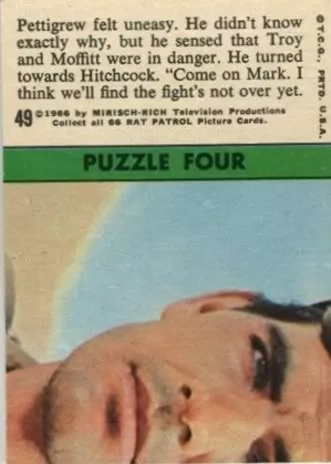 Pettigrew felt uneasy. He didn't know
exactly why, but he sensed that Troy
and Moffitt were in danger. He turned
towards Hitchcock. "Come on Mark. I
think we'll find the fight's not over yet.
49 ©1966 by MIRISCH-RICH Television Productions
Collect all 66 RAT PATROL Picture Cards.
© T.C.G., PRTD. U.S.A.
PUZZLE FOUR